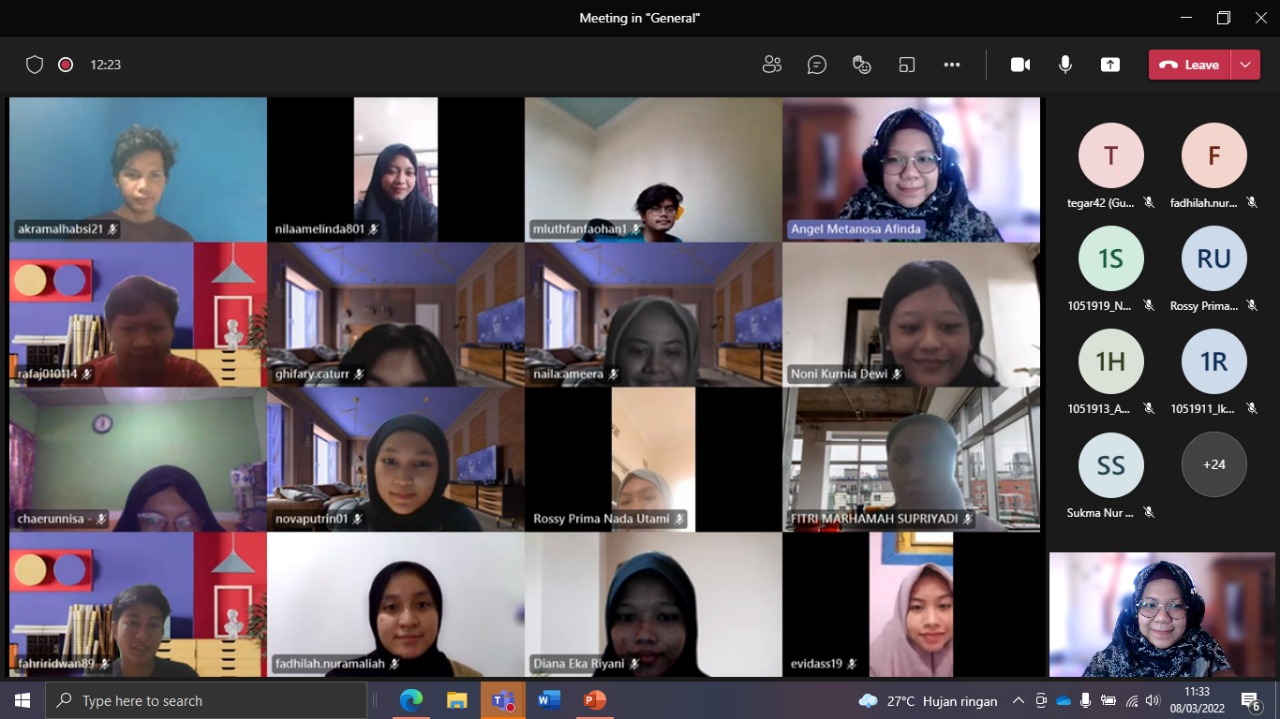 Meeting in "General"
12:23
Leave
akramalhabsi21
nilaamelinda801
mluthfanfaohan1
Angel Metanosa Afinda
rafaj010114
ghifary.caturr
naila.ameera
Noni Kurnia Dewi
chaerunnisa -
novaputrin01
Rossy Prima Nada Utami
FITRI MARHAMAH SUPRIYADI
fahriridwan89
fadhilah.nuramaliah
Diana Eka Riyani
evidass19
T
F
tegar42 (Gu...
fadhilah.nur...
1S
RU
1051919_N...
Rossy Prima...
1H
1R
1051913_A...
1051911_Ik...
SS
+24
Sukma Nur ...
Type here to search
27°C Hujan ringan
11:33
08/03/2022
6